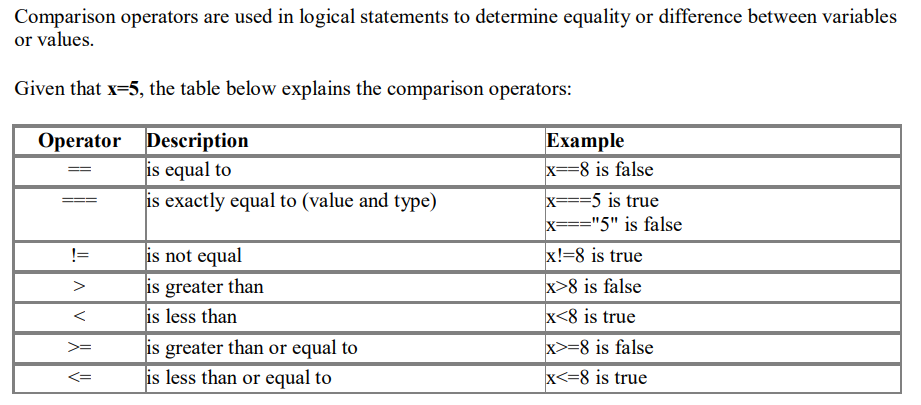 Comparison operators are used in logical statements to determine equality or difference between variables
or values.
Given that x=5, the table below explains the comparison operators:
Operator Description Example
== is equal to x==8 is false
=== is exactly equal to (value and type) x===5 is true
x==="5" is false
!= is not equal x!=8 is true
> is greater than x>8 is false
< is less than x<8 is true
>= is greater than or equal to x>=8 is false
<= is less than or equal to x<=8 is true